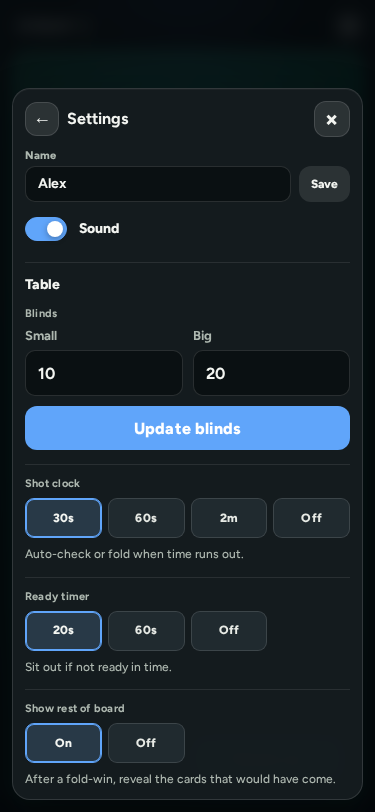 ← Settings ×
Name
Alex Save
Sound
Table
Blinds
Small Big
10 20
Update blinds
Shot clock
30s 60s 2m Off
Auto-check or fold when time runs out.
Ready timer
20s 60s Off
Sit out if not ready in time.
Show rest of board
On Off
After a fold-win, reveal the cards that would have come.